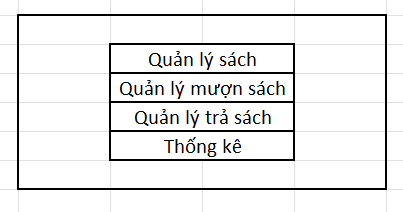 Quản lý sách
Quản lý mượn sách
Quản lý trả sách
Thống kê